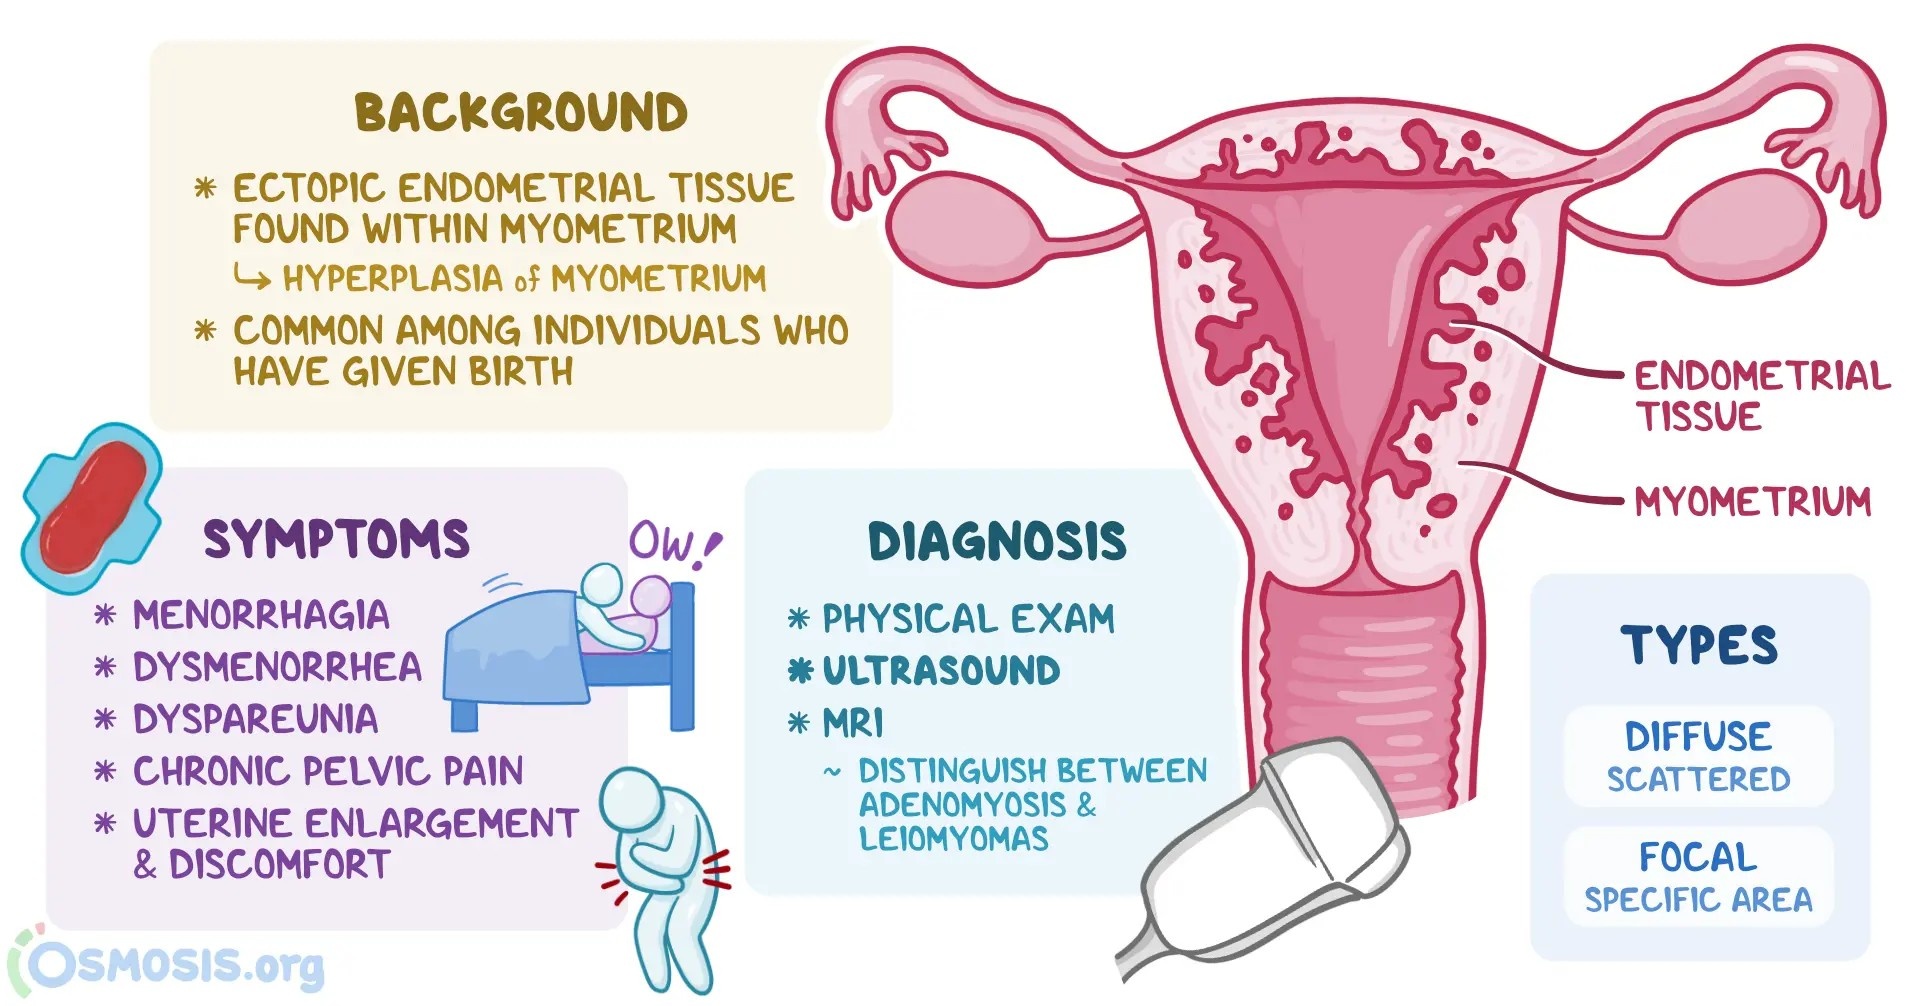 BACKGROUND
* ECTOPIC ENDOMETRIAL TISSUE
FOUND WITHIN MYOMETRIUM
↳ HYPERPLASIA of MYOMETRIUM
* COMMON AMONG INDIVIDUALS WHO
HAVE GIVEN BIRTH
ENDOMETRIAL
TISSUE
MYOMETRIUM
SYMPTOMS
* MENORRHAGIA
* DYSMENORRHEA
* DYSPAREUNIA
* CHRONIC PELVIC PAIN
* UTERINE ENLARGEMENT
& DISCOMFORT
OW!
DIAGNOSIS
* PHYSICAL EXAM
* ULTRASOUND
* MRI
~ DISTINGUISH BETWEEN
ADENOMYOSIS &
LEIOMYOMAS
TYPES
DIFFUSE
SCATTERED
FOCAL
SPECIFIC AREA
OSMOSIS.org